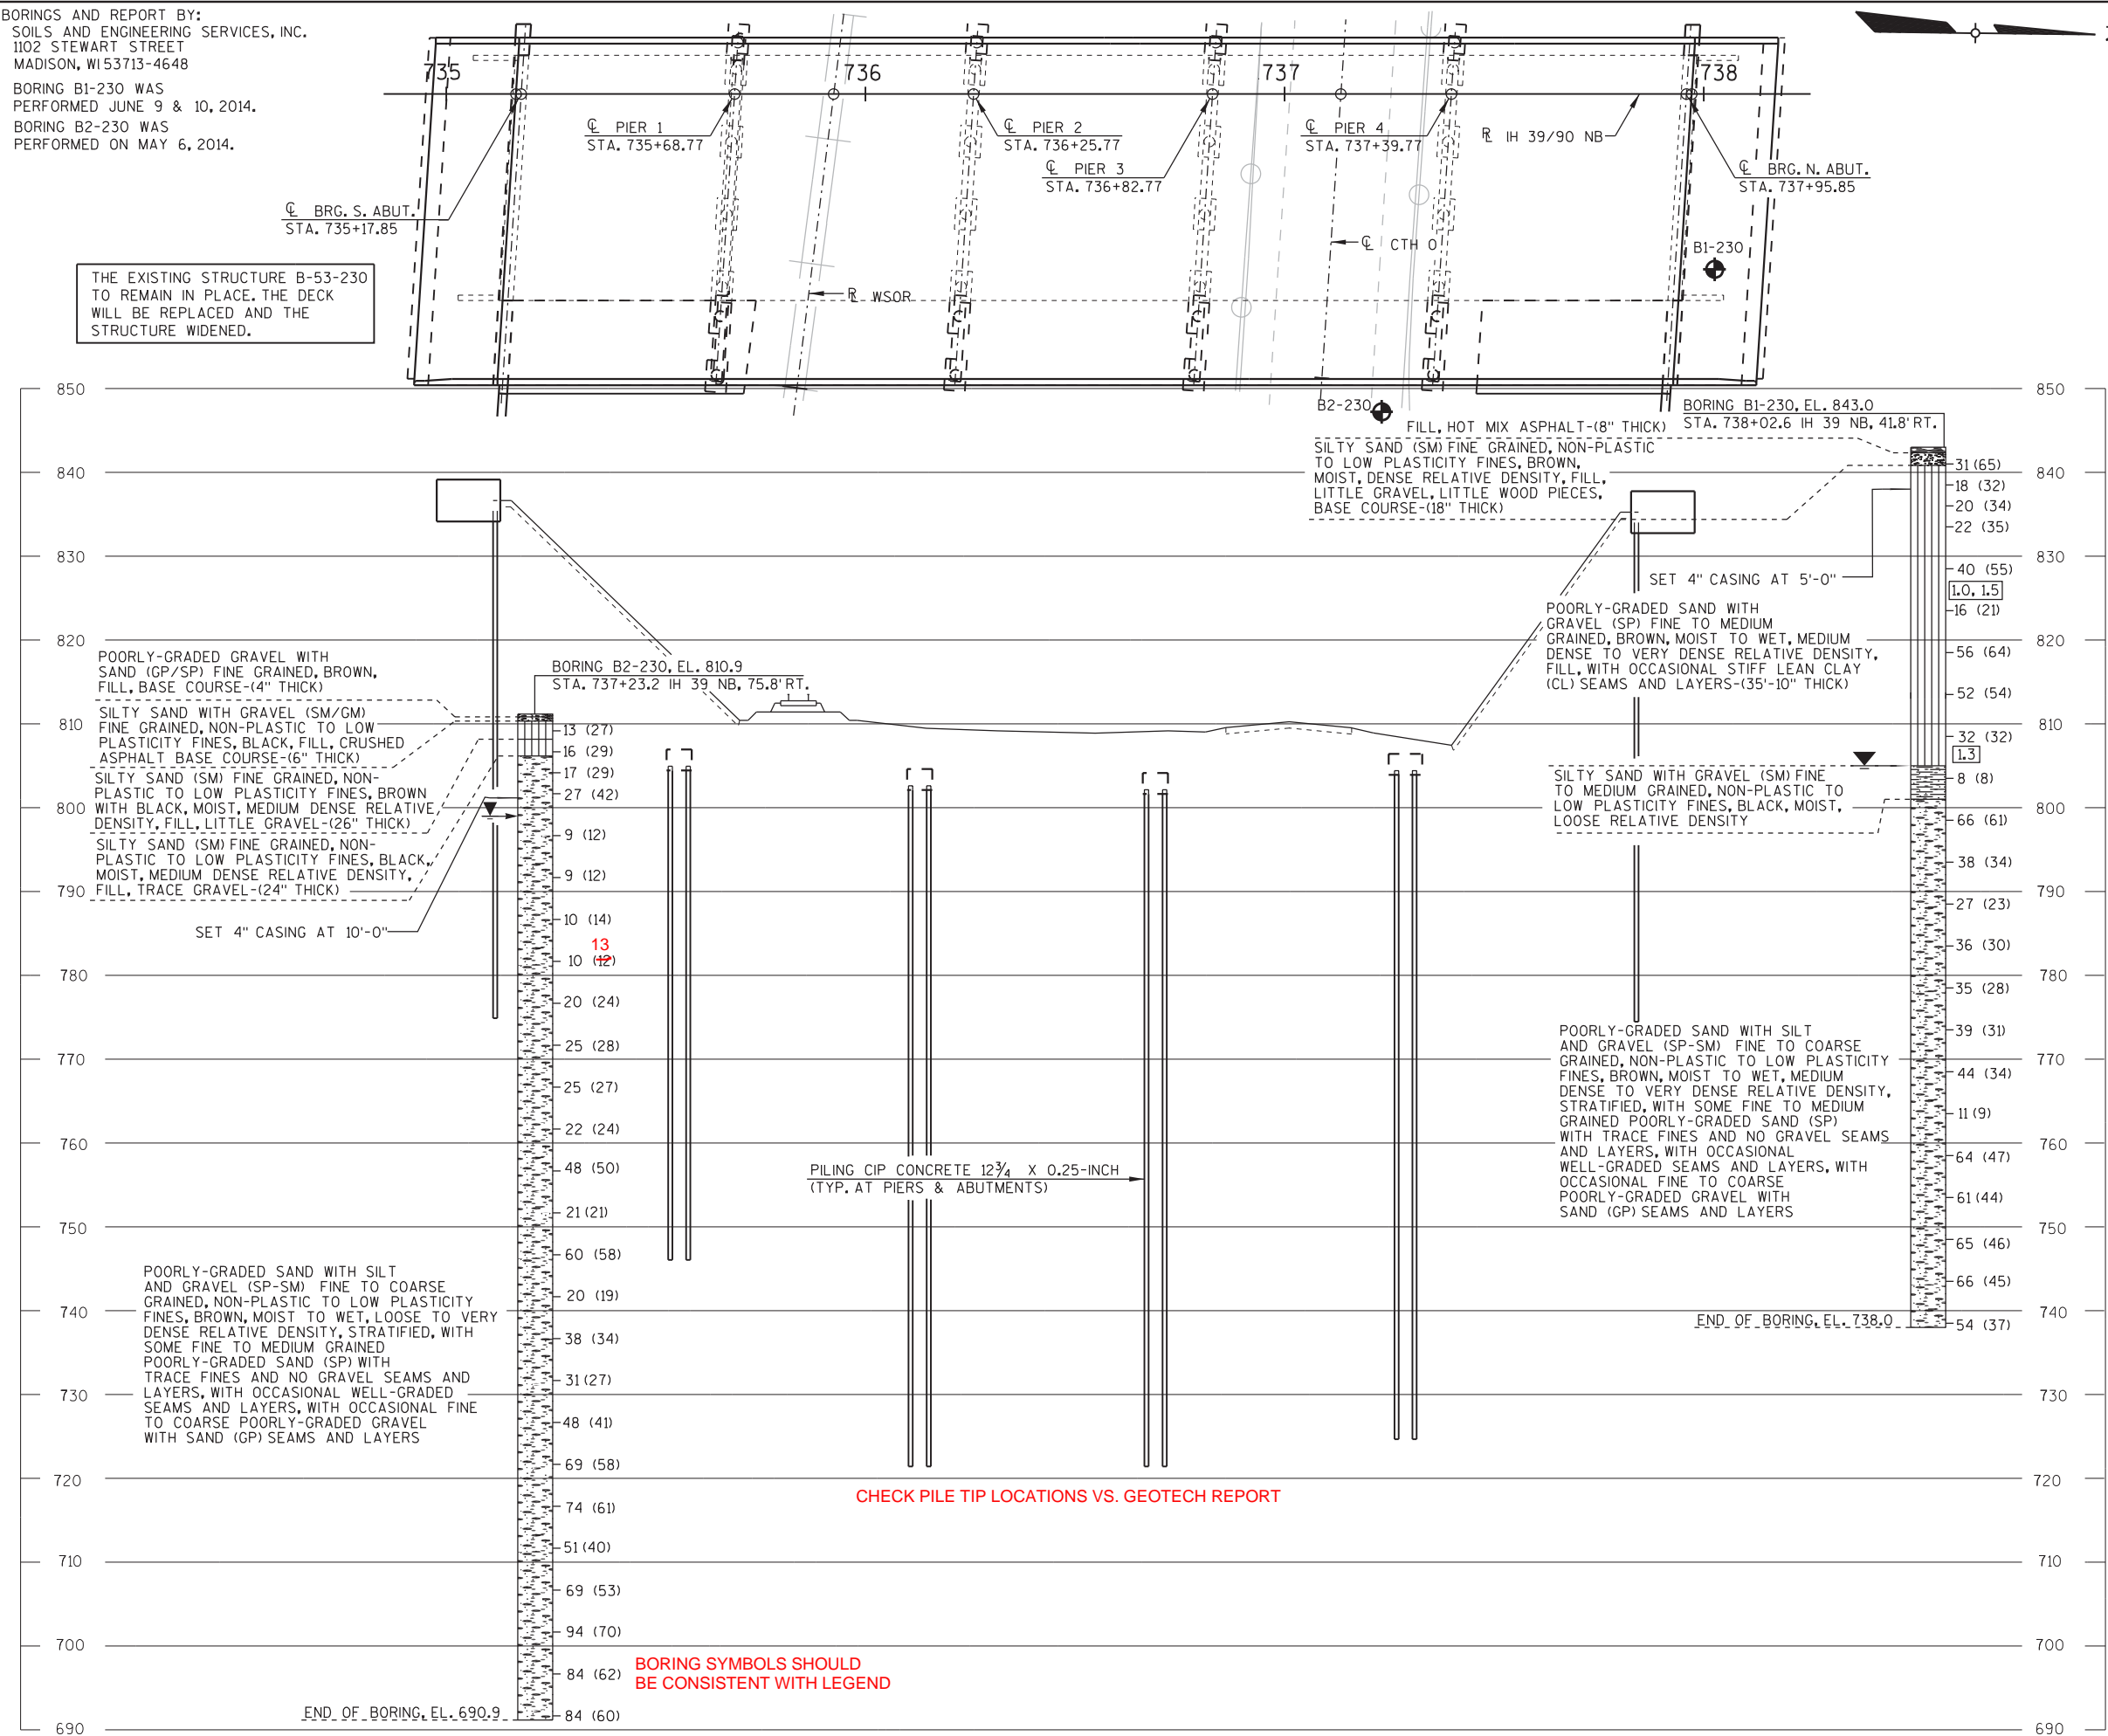 BORINGS AND REPORT BY:
SOILS AND ENGINEERING SERVICES, INC.
1102 STEWART STREET
MADISON, WI 53713-4648
BORING B1-230 WAS
PERFORMED JUNE 9 & 10, 2014.
BORING B2-230 WAS
PERFORMED ON MAY 6, 2014.
735
736
737
738
℄ PIER 1
STA. 735+68.77
℄ PIER 2
STA. 736+25.77
℄ PIER 3
STA. 736+82.77
℄ PIER 4
STA. 737+39.77
R IH 39/90 NB
℄ BRG. N. ABUT.
STA. 737+95.85
℄ BRG. S. ABUT.
STA. 735+17.85
℄ CTH O
R WSOR
B1-230
B2-230
THE EXISTING STRUCTURE B-53-230
TO REMAIN IN PLACE. THE DECK
WILL BE REPLACED AND THE
STRUCTURE WIDENED.
850
840
830
820
810
800
790
780
770
760
750
740
730
720
710
700
690
POORLY-GRADED GRAVEL WITH
SAND (GP/SP) FINE GRAINED, BROWN,
FILL, BASE COURSE-(4" THICK)
SILTY SAND WITH GRAVEL (SM/GM)
FINE GRAINED, NON-PLASTIC TO LOW
PLASTICITY FINES, BLACK, FILL, CRUSHED
ASPHALT BASE COURSE-(6" THICK)
SILTY SAND (SM) FINE GRAINED, NON-
PLASTIC TO LOW PLASTICITY FINES, BROWN
WITH BLACK, MOIST, MEDIUM DENSE RELATIVE
DENSITY, FILL, LITTLE GRAVEL-(26" THICK)
SILTY SAND (SM) FINE GRAINED, NON-
PLASTIC TO LOW PLASTICITY FINES, BLACK,
MOIST, MEDIUM DENSE RELATIVE DENSITY,
FILL, TRACE GRAVEL-(24" THICK)
SET 4" CASING AT 10'-0"
POORLY-GRADED SAND WITH SILT
AND GRAVEL (SP-SM) FINE TO COARSE
GRAINED, NON-PLASTIC TO LOW PLASTICITY
FINES, BROWN, MOIST TO WET, LOOSE TO VERY
DENSE RELATIVE DENSITY, STRATIFIED, WITH
SOME FINE TO MEDIUM GRAINED
POORLY-GRADED SAND (SP) WITH
TRACE FINES AND NO GRAVEL SEAMS AND
LAYERS, WITH OCCASIONAL WELL-GRADED
SEAMS AND LAYERS, WITH OCCASIONAL FINE
TO COARSE POORLY-GRADED GRAVEL
WITH SAND (GP) SEAMS AND LAYERS
END OF BORING, EL. 690.9
BORING B2-230, EL. 810.9
STA. 737+23.2 IH 39 NB, 75.8' RT.
13 (27)
16 (29)
17 (29)
27 (42)
9 (12)
9 (12)
10 (14)
13
10 (12)
20 (24)
25 (28)
25 (27)
22 (24)
48 (50)
21 (21)
60 (58)
20 (19)
38 (34)
31 (27)
48 (41)
69 (58)
74 (61)
51 (40)
69 (53)
94 (70)
84 (62)
84 (60)
BORING SYMBOLS SHOULD
BE CONSISTENT WITH LEGEND
PILING CIP CONCRETE 12¾ X 0.25-INCH
(TYP. AT PIERS & ABUTMENTS)
CHECK PILE TIP LOCATIONS VS. GEOTECH REPORT
FILL, HOT MIX ASPHALT-(8" THICK)
SILTY SAND (SM) FINE GRAINED, NON-PLASTIC
TO LOW PLASTICITY FINES, BROWN,
MOIST, DENSE RELATIVE DENSITY, FILL,
LITTLE GRAVEL, LITTLE WOOD PIECES,
BASE COURSE-(18" THICK)
BORING B1-230, EL. 843.0
STA. 738+02.6 IH 39 NB, 41.8' RT.
SET 4" CASING AT 5'-0"
POORLY-GRADED SAND WITH
GRAVEL (SP) FINE TO MEDIUM
GRAINED, BROWN, MOIST TO WET, MEDIUM
DENSE TO VERY DENSE RELATIVE DENSITY,
FILL, WITH OCCASIONAL STIFF LEAN CLAY
(CL) SEAMS AND LAYERS-(35'-10" THICK)
SILTY SAND WITH GRAVEL (SM) FINE
TO MEDIUM GRAINED, NON-PLASTIC TO
LOW PLASTICITY FINES, BLACK, MOIST,
LOOSE RELATIVE DENSITY
POORLY-GRADED SAND WITH SILT
AND GRAVEL (SP-SM) FINE TO COARSE
GRAINED, NON-PLASTIC TO LOW PLASTICITY
FINES, BROWN, MOIST TO WET, MEDIUM
DENSE TO VERY DENSE RELATIVE DENSITY,
STRATIFIED, WITH SOME FINE TO MEDIUM
GRAINED POORLY-GRADED SAND (SP)
WITH TRACE FINES AND NO GRAVEL SEAMS
AND LAYERS, WITH OCCASIONAL
WELL-GRADED SEAMS AND LAYERS, WITH
OCCASIONAL FINE TO COARSE
POORLY-GRADED GRAVEL WITH
SAND (GP) SEAMS AND LAYERS
END OF BORING, EL. 738.0
31 (65)
18 (32)
20 (34)
22 (35)
40 (55)
1.0, 1.5
16 (21)
56 (64)
52 (54)
32 (32)
1.3
8 (8)
66 (61)
38 (34)
27 (23)
36 (30)
35 (28)
39 (31)
44 (34)
11 (9)
64 (47)
61 (44)
65 (46)
66 (45)
54 (37)
850
840
830
820
810
800
790
780
770
760
750
740
730
720
710
700
690